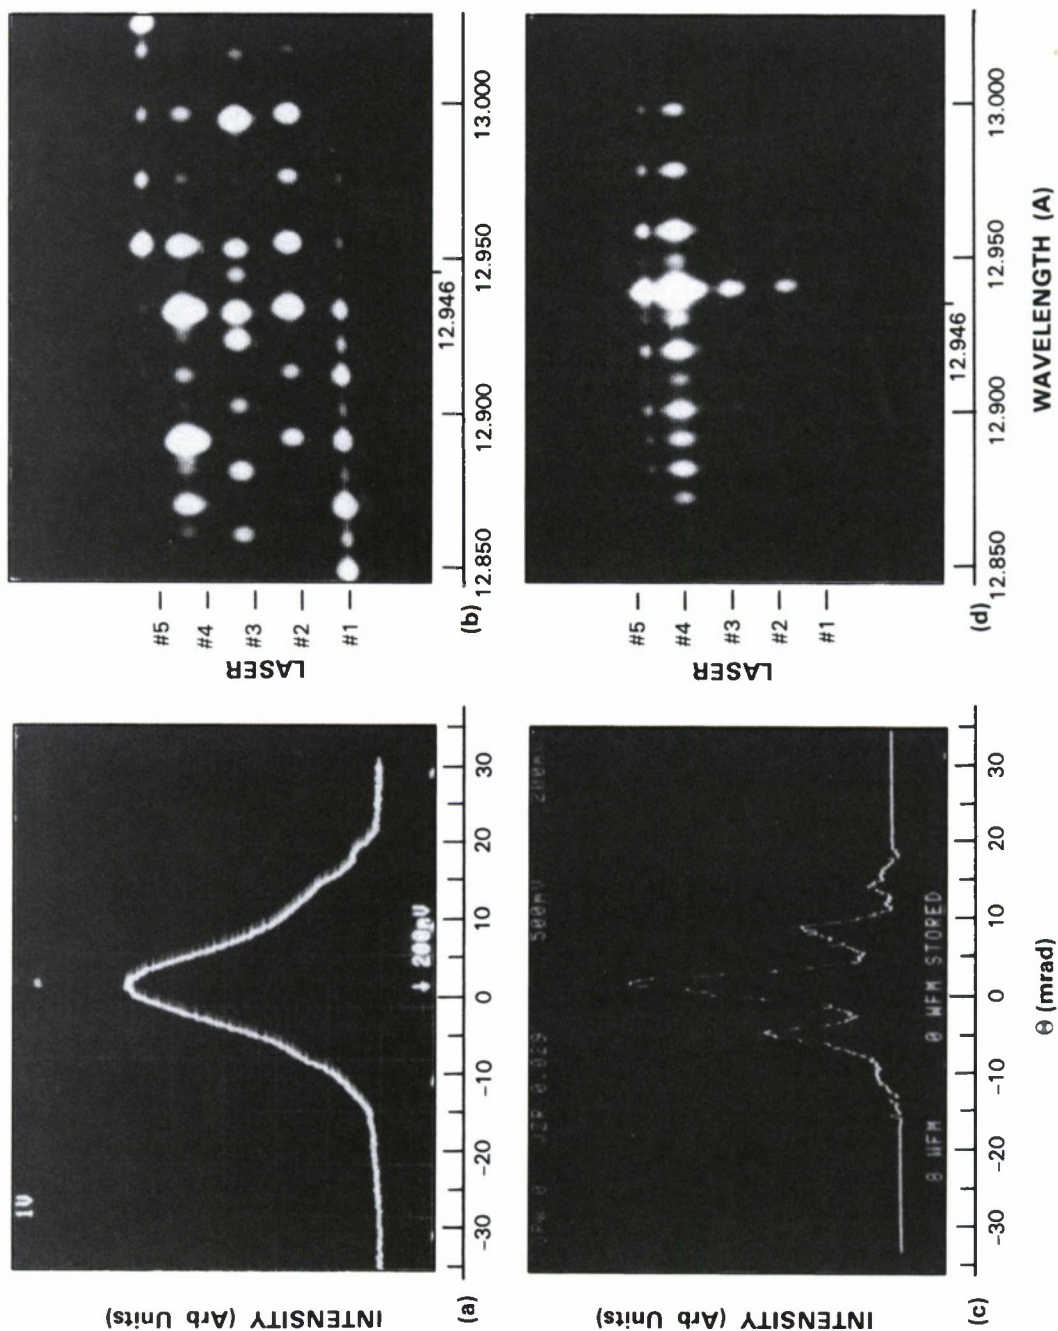 1V
200mV
INTENSITY (Arb Units)
-30 -20 -10 0 10 20 30
(a)
LASER
#5
#4
#3
#2
#1
12.850 12.900 12.950 13.000
12.946
(b)
500mV
8 WFM 0 WFM STORED
INTENSITY (Arb Units)
-30 -20 -10 0 10 20 30
(c)
Θ (mrad)
LASER
#5
#4
#3
#2
#1
12.946
12.850 12.900 12.950 13.000
(d)
WAVELENGTH (A)